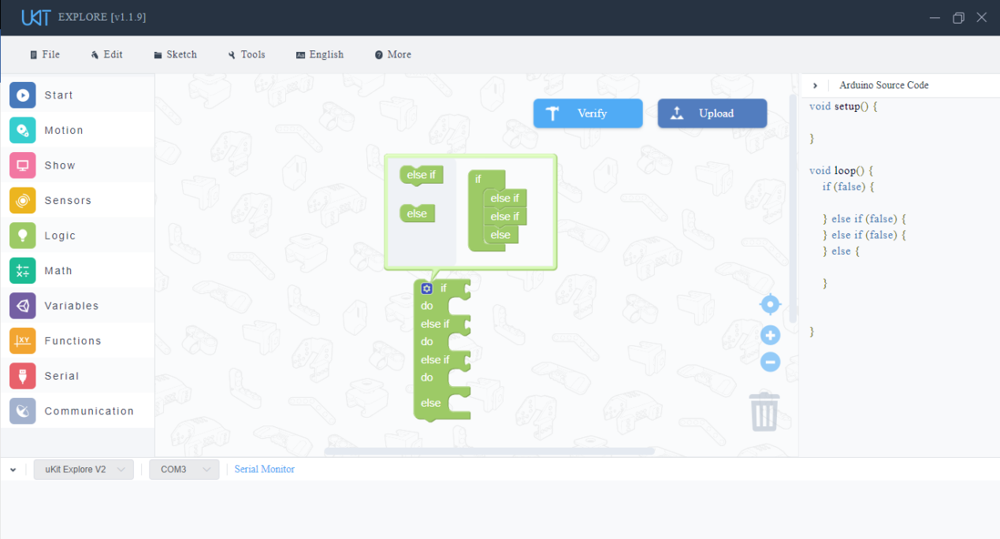 UKIT EXPLORE [v1.1.9]
File Edit Sketch Tools English More
Start
Motion
Show
Sensors
Logic
Math
Variables
Functions
Serial
Communication
Verify Upload
else if
else
if
else if
else if
else
if
do
else if
do
else if
do
else
Arduino Source Code
void setup() {
}
void loop() {
if (false) {
} else if (false) {
} else if (false) {
} else {
}
}
uKit Explore V2 COM3 Serial Monitor